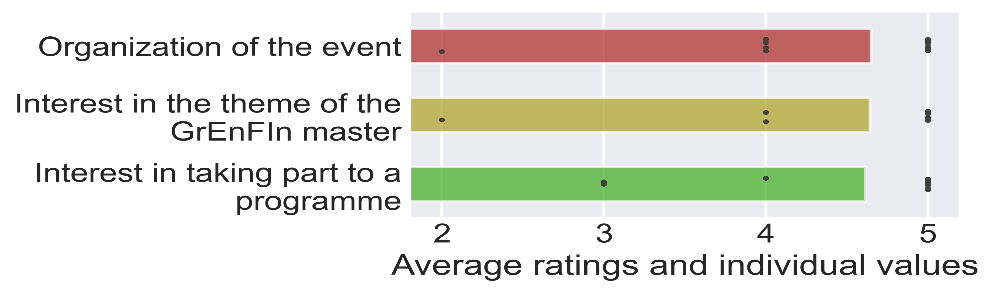 Organization of the event
Interest in the theme of the
GrEnFIn master
Interest in taking part to a
programme
2 3 4 5
Average ratings and individual values